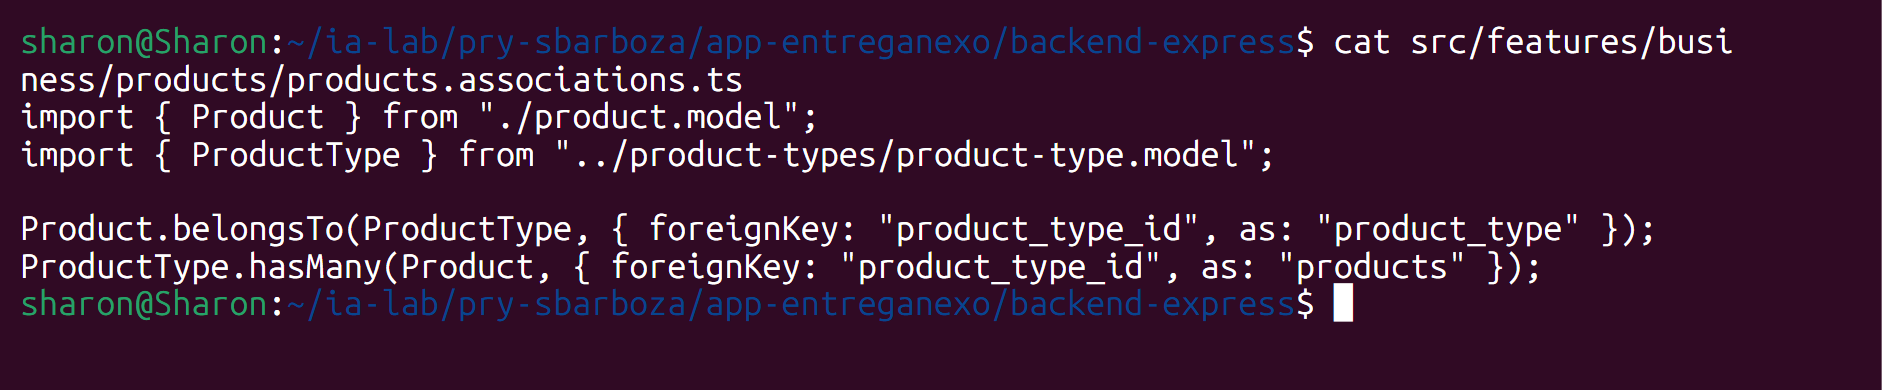 sharon@Sharon:~/ia-lab/pry-sbarboza/app-entreganexo/backend-express$ cat src/features/busi
ness/products/products.associations.ts
import { Product } from "./product.model";
import { ProductType } from "../product-types/product-type.model";

Product.belongsTo(ProductType, { foreignKey: "product_type_id", as: "product_type" });
ProductType.hasMany(Product, { foreignKey: "product_type_id", as: "products" });
sharon@Sharon:~/ia-lab/pry-sbarboza/app-entreganexo/backend-express$